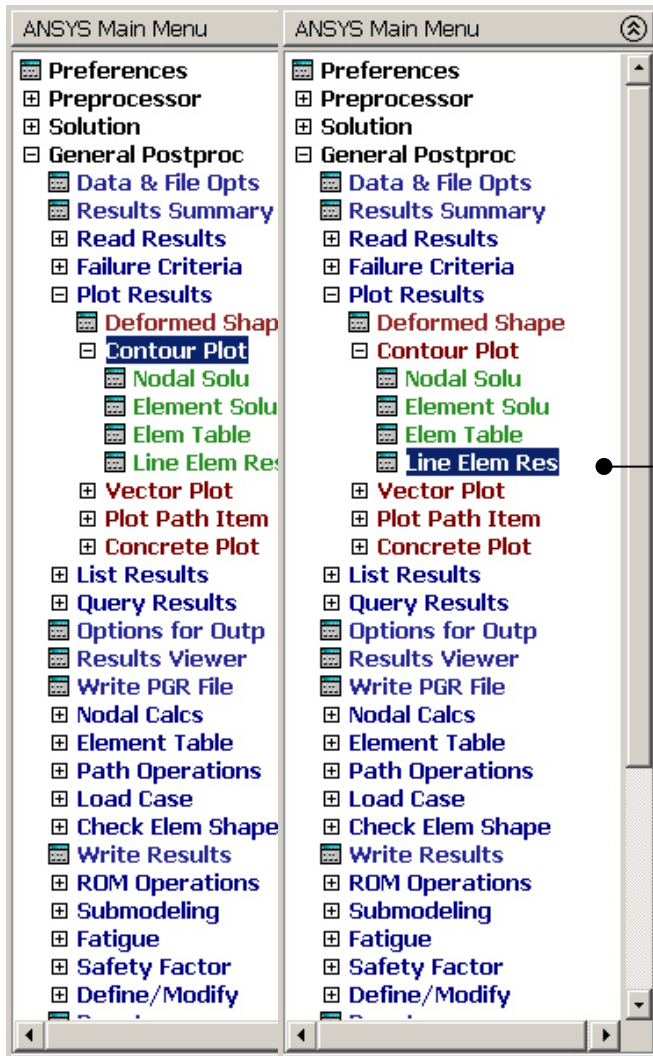 ANSYS Main Menu
Preferences
Preprocessor
Solution
General Postproc
Data & File Opts
Results Summary
Read Results
Failure Criteria
Plot Results
Deformed Shap
Contour Plot
Nodal Solu
Element Solu
Elem Table
Line Elem Res
Vector Plot
Plot Path Item
Concrete Plot
List Results
Query Results
Options for Outp
Results Viewer
Write PGR File
Nodal Calcs
Element Table
Path Operations
Load Case
Check Elem Shape
Write Results
ROM Operations
Submodeling
Fatigue
Safety Factor
Define/Modify
ANSYS Main Menu
Preferences
Preprocessor
Solution
General Postproc
Data & File Opts
Results Summary
Read Results
Failure Criteria
Plot Results
Deformed Shape
Contour Plot
Nodal Solu
Element Solu
Elem Table
Line Elem Res
Vector Plot
Plot Path Item
Concrete Plot
List Results
Query Results
Options for Outp
Results Viewer
Write PGR File
Nodal Calcs
Element Table
Path Operations
Load Case
Check Elem Shape
Write Results
ROM Operations
Submodeling
Fatigue
Safety Factor
Define/Modify